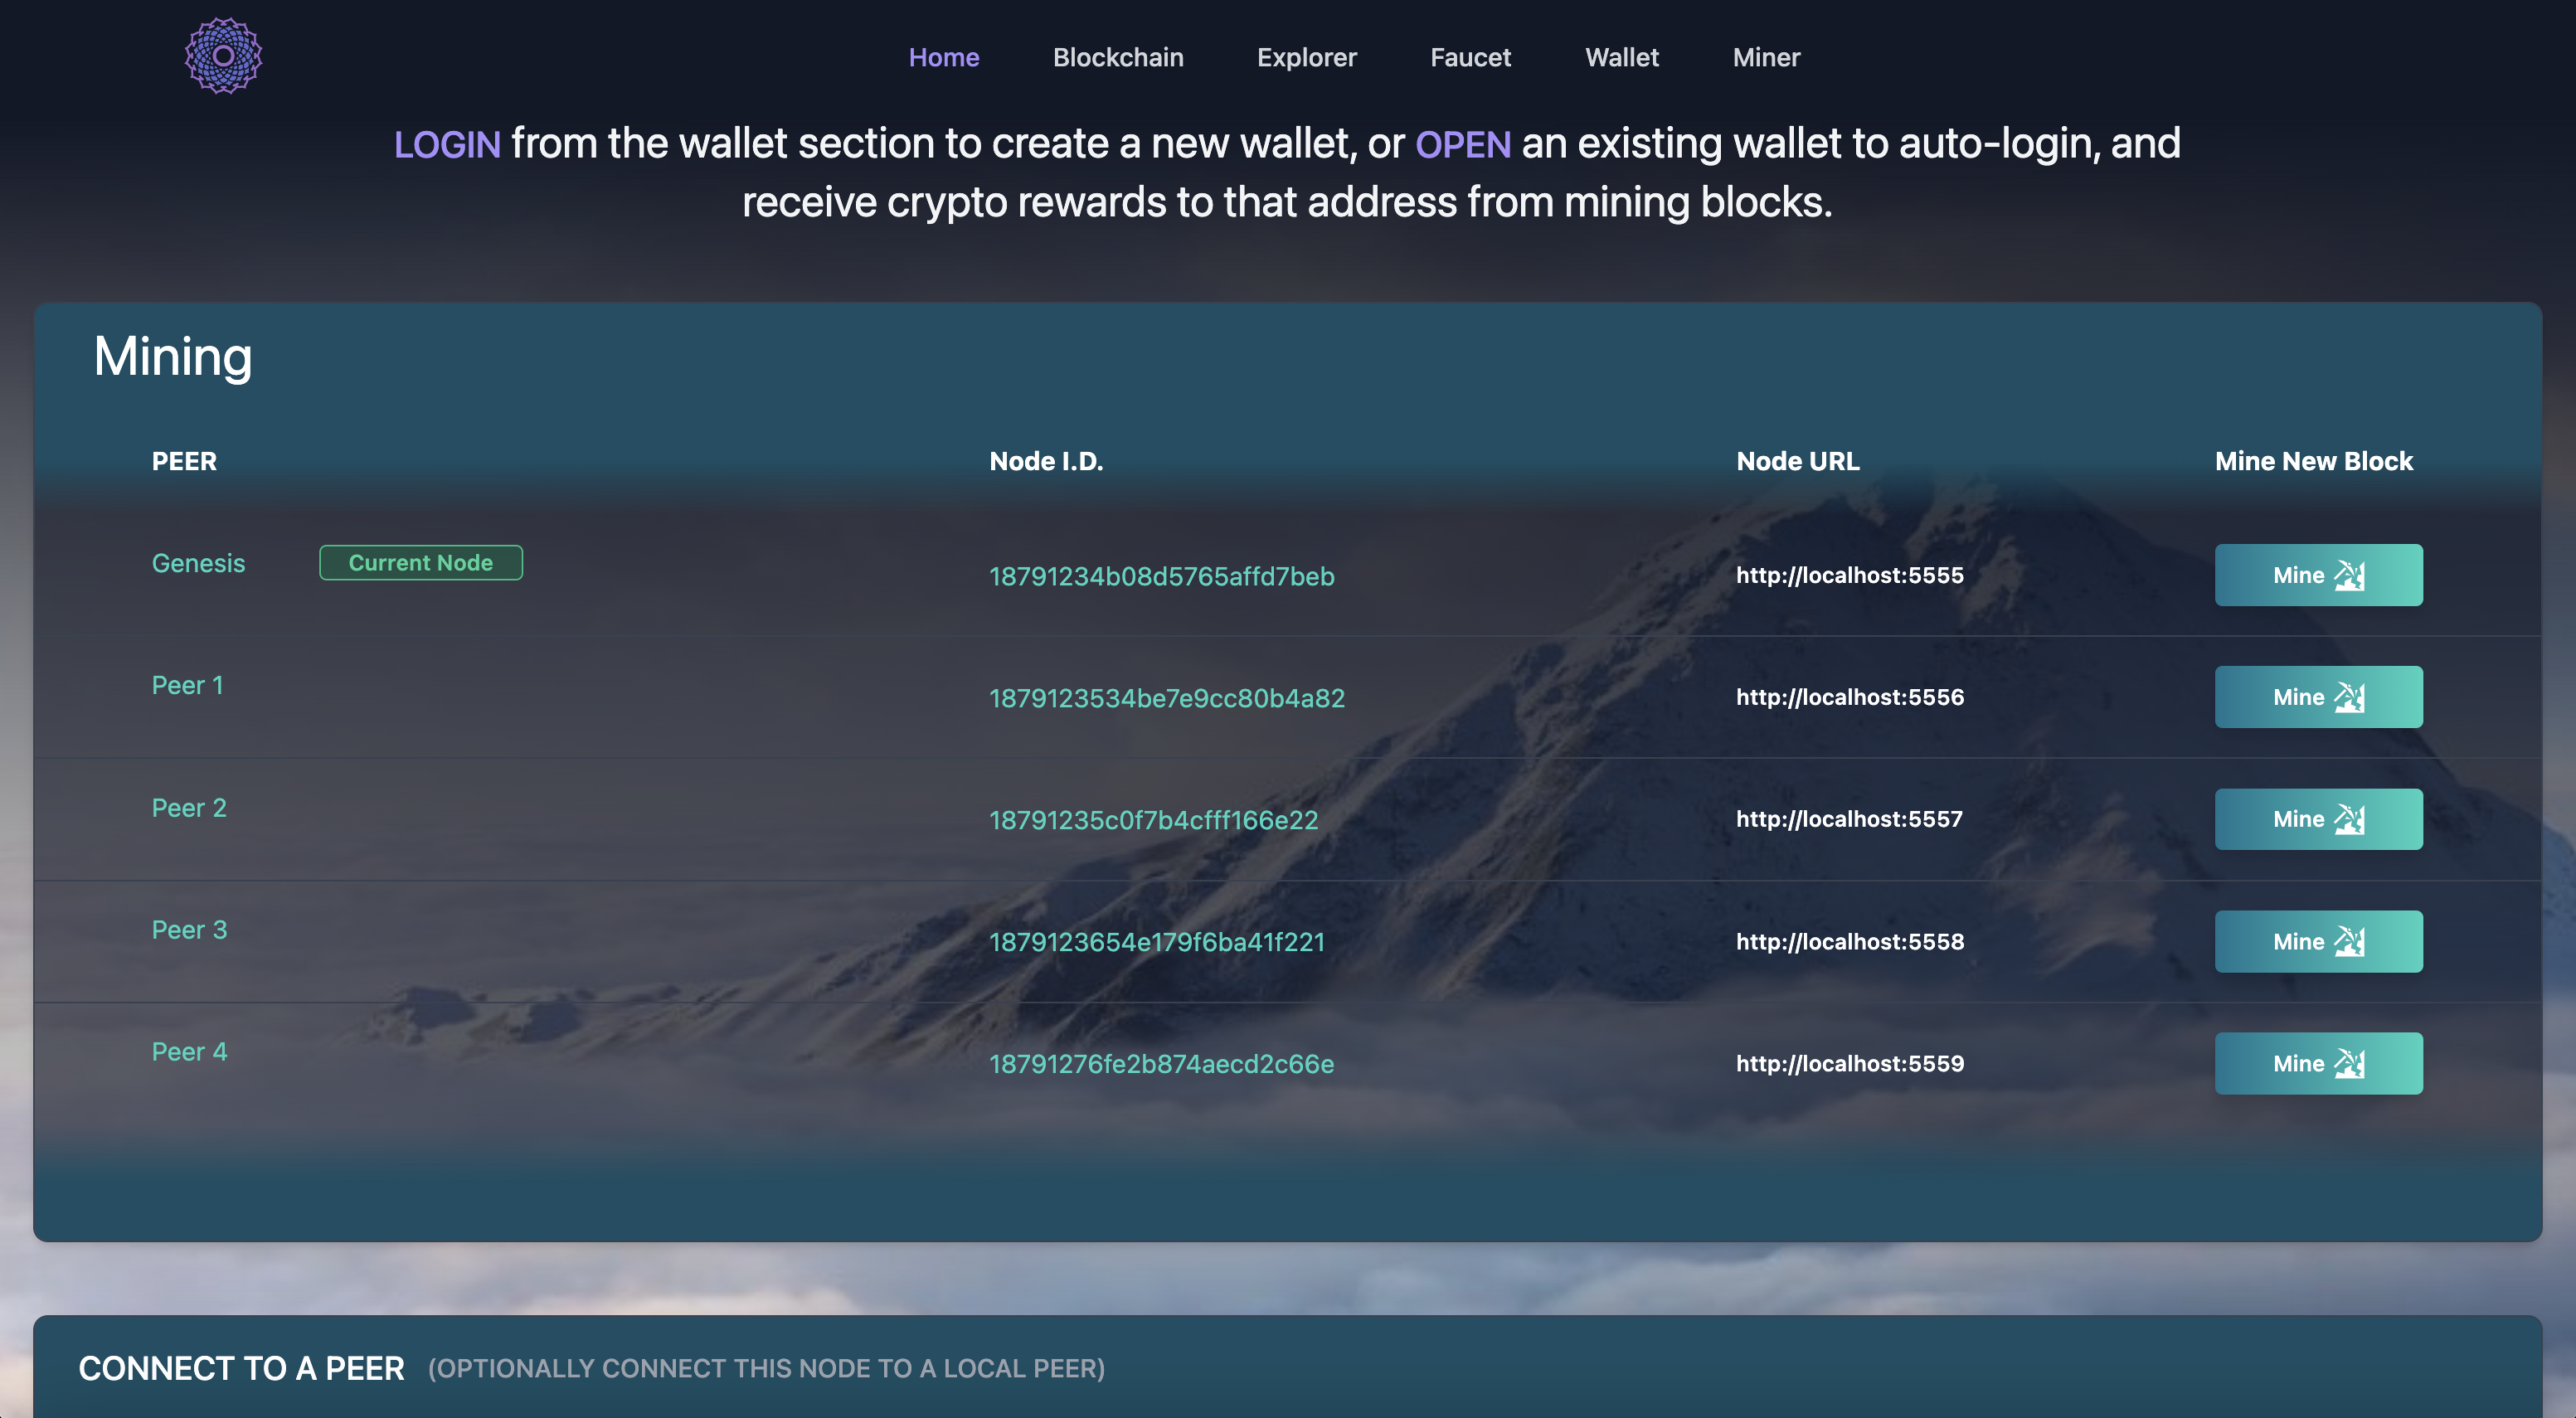 Home Blockchain Explorer Faucet Wallet Miner
LOGIN from the wallet section to create a new wallet, or OPEN an existing wallet to auto-login, and
receive crypto rewards to that address from mining blocks.
Mining
PEER Node I.D. Node URL Mine New Block
Genesis Current Node 18791234b08d5765affd7beb http://localhost:5555 Mine
Peer 1 1879123534be7e9cc80b4a82 http://localhost:5556 Mine
Peer 2 18791235c0f7b4cfff166e22 http://localhost:5557 Mine
Peer 3 1879123654e179f6ba41f221 http://localhost:5558 Mine
Peer 4 18791276fe2b874aecd2c66e http://localhost:5559 Mine
CONNECT TO A PEER (OPTIONALLY CONNECT THIS NODE TO A LOCAL PEER)